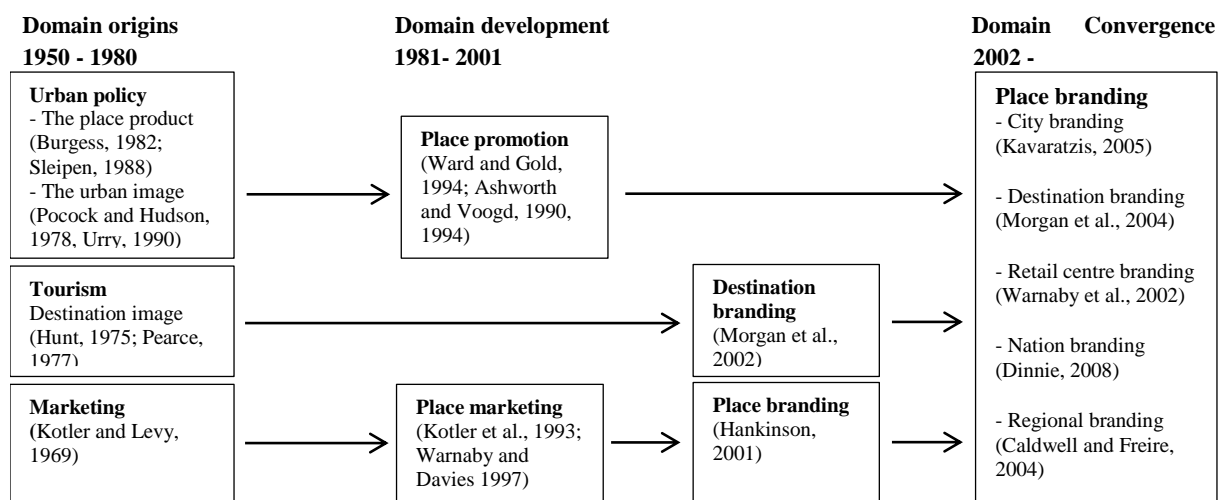 Domain origins
1950 - 1980
Domain development
1981- 2001
Domain Convergence
2002 -
Urban policy
- The place product
(Burgess, 1982;
Sleipen, 1988)
- The urban image
(Pocock and Hudson,
1978, Urry, 1990)
Place promotion
(Ward and Gold,
1994; Ashworth
and Voogd, 1990,
1994)
Tourism
Destination image
(Hunt, 1975; Pearce,
1977)
Destination
branding
(Morgan et al.,
2002)
Marketing
(Kotler and Levy,
1969)
Place marketing
(Kotler et al., 1993;
Warnaby and
Davies 1997)
Place branding
(Hankinson,
2001)
Place branding
- City branding
(Kavaratzis, 2005)
- Destination branding
(Morgan et al., 2004)
- Retail centre branding
(Warnaby et al., 2002)
- Nation branding
(Dinnie, 2008)
- Regional branding
(Caldwell and Freire,
2004)